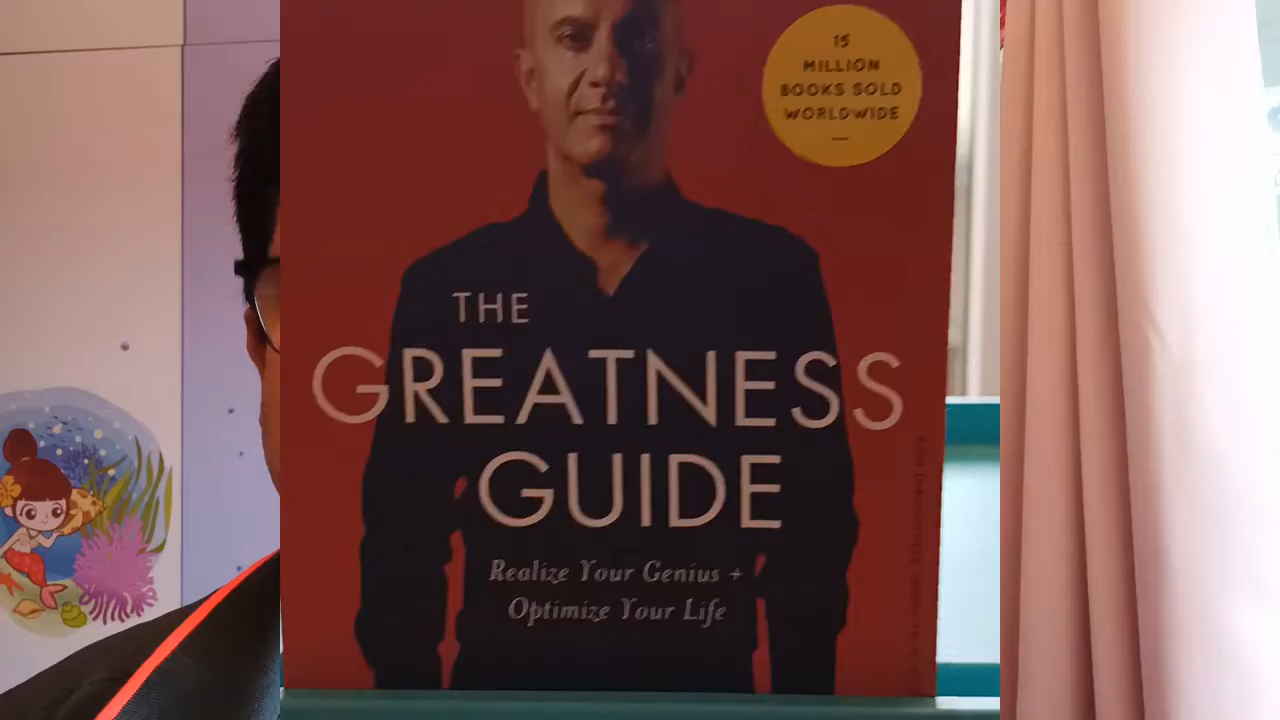 15
MILLION
BOOKS SOLD
WORLDWIDE
THE
GREATNESS
GUIDE
Realize Your Genius +
Optimize Your Life